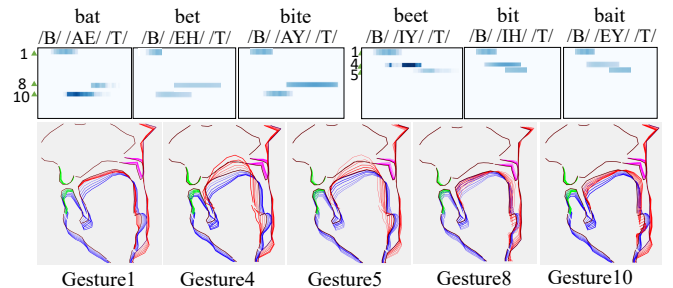 bat bet bite beet bit bait
/B/ /AE/ /T/ /B/ /EH/ /T/ /B/ /AY/ /T/ /B/ /IY/ /T/ /B/ /IH/ /T/ /B/ /EY/ /T/
1 1
4
5
8
10
Gesture1 Gesture4 Gesture5 Gesture8 Gesture10